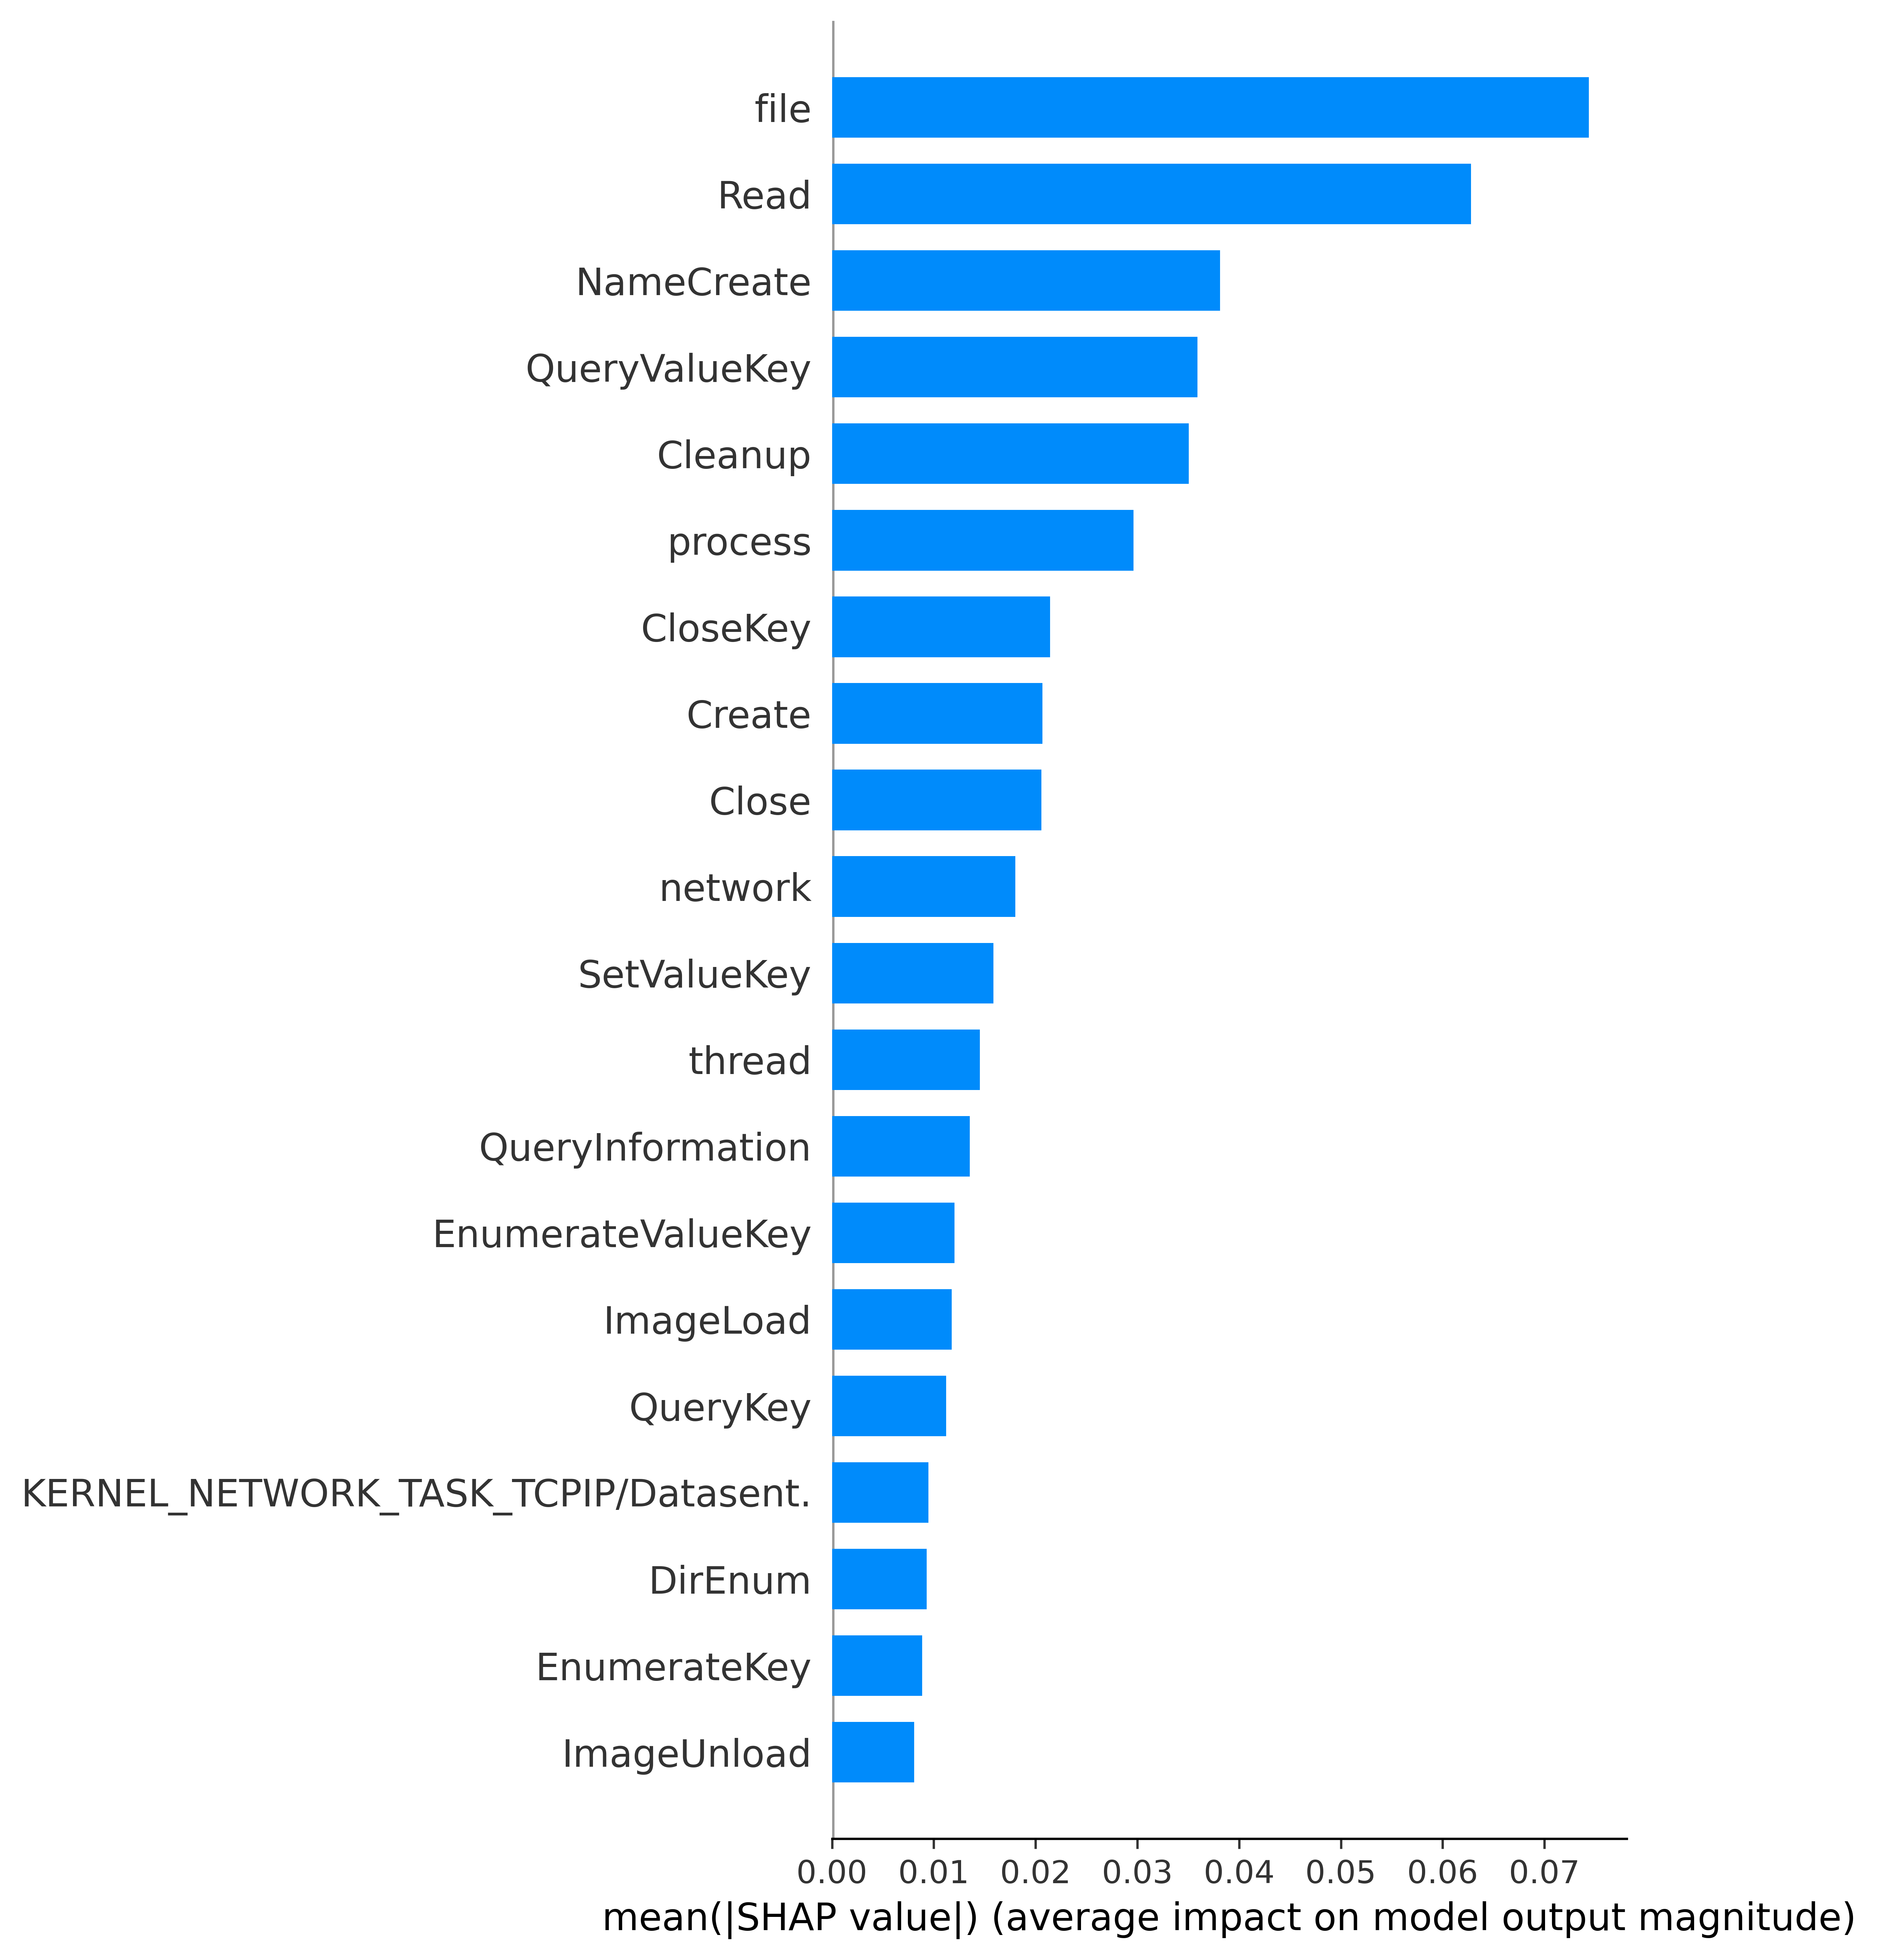 file
Read
NameCreate
QueryValueKey
Cleanup
process
CloseKey
Create
Close
network
SetValueKey
thread
QueryInformation
EnumerateValueKey
ImageLoad
QueryKey
KERNEL_NETWORK_TASK_TCPIP/Datasent.
DirEnum
EnumerateKey
ImageUnload
0.00 0.01 0.02 0.03 0.04 0.05 0.06 0.07
mean(|SHAP value|) (average impact on model output magnitude)